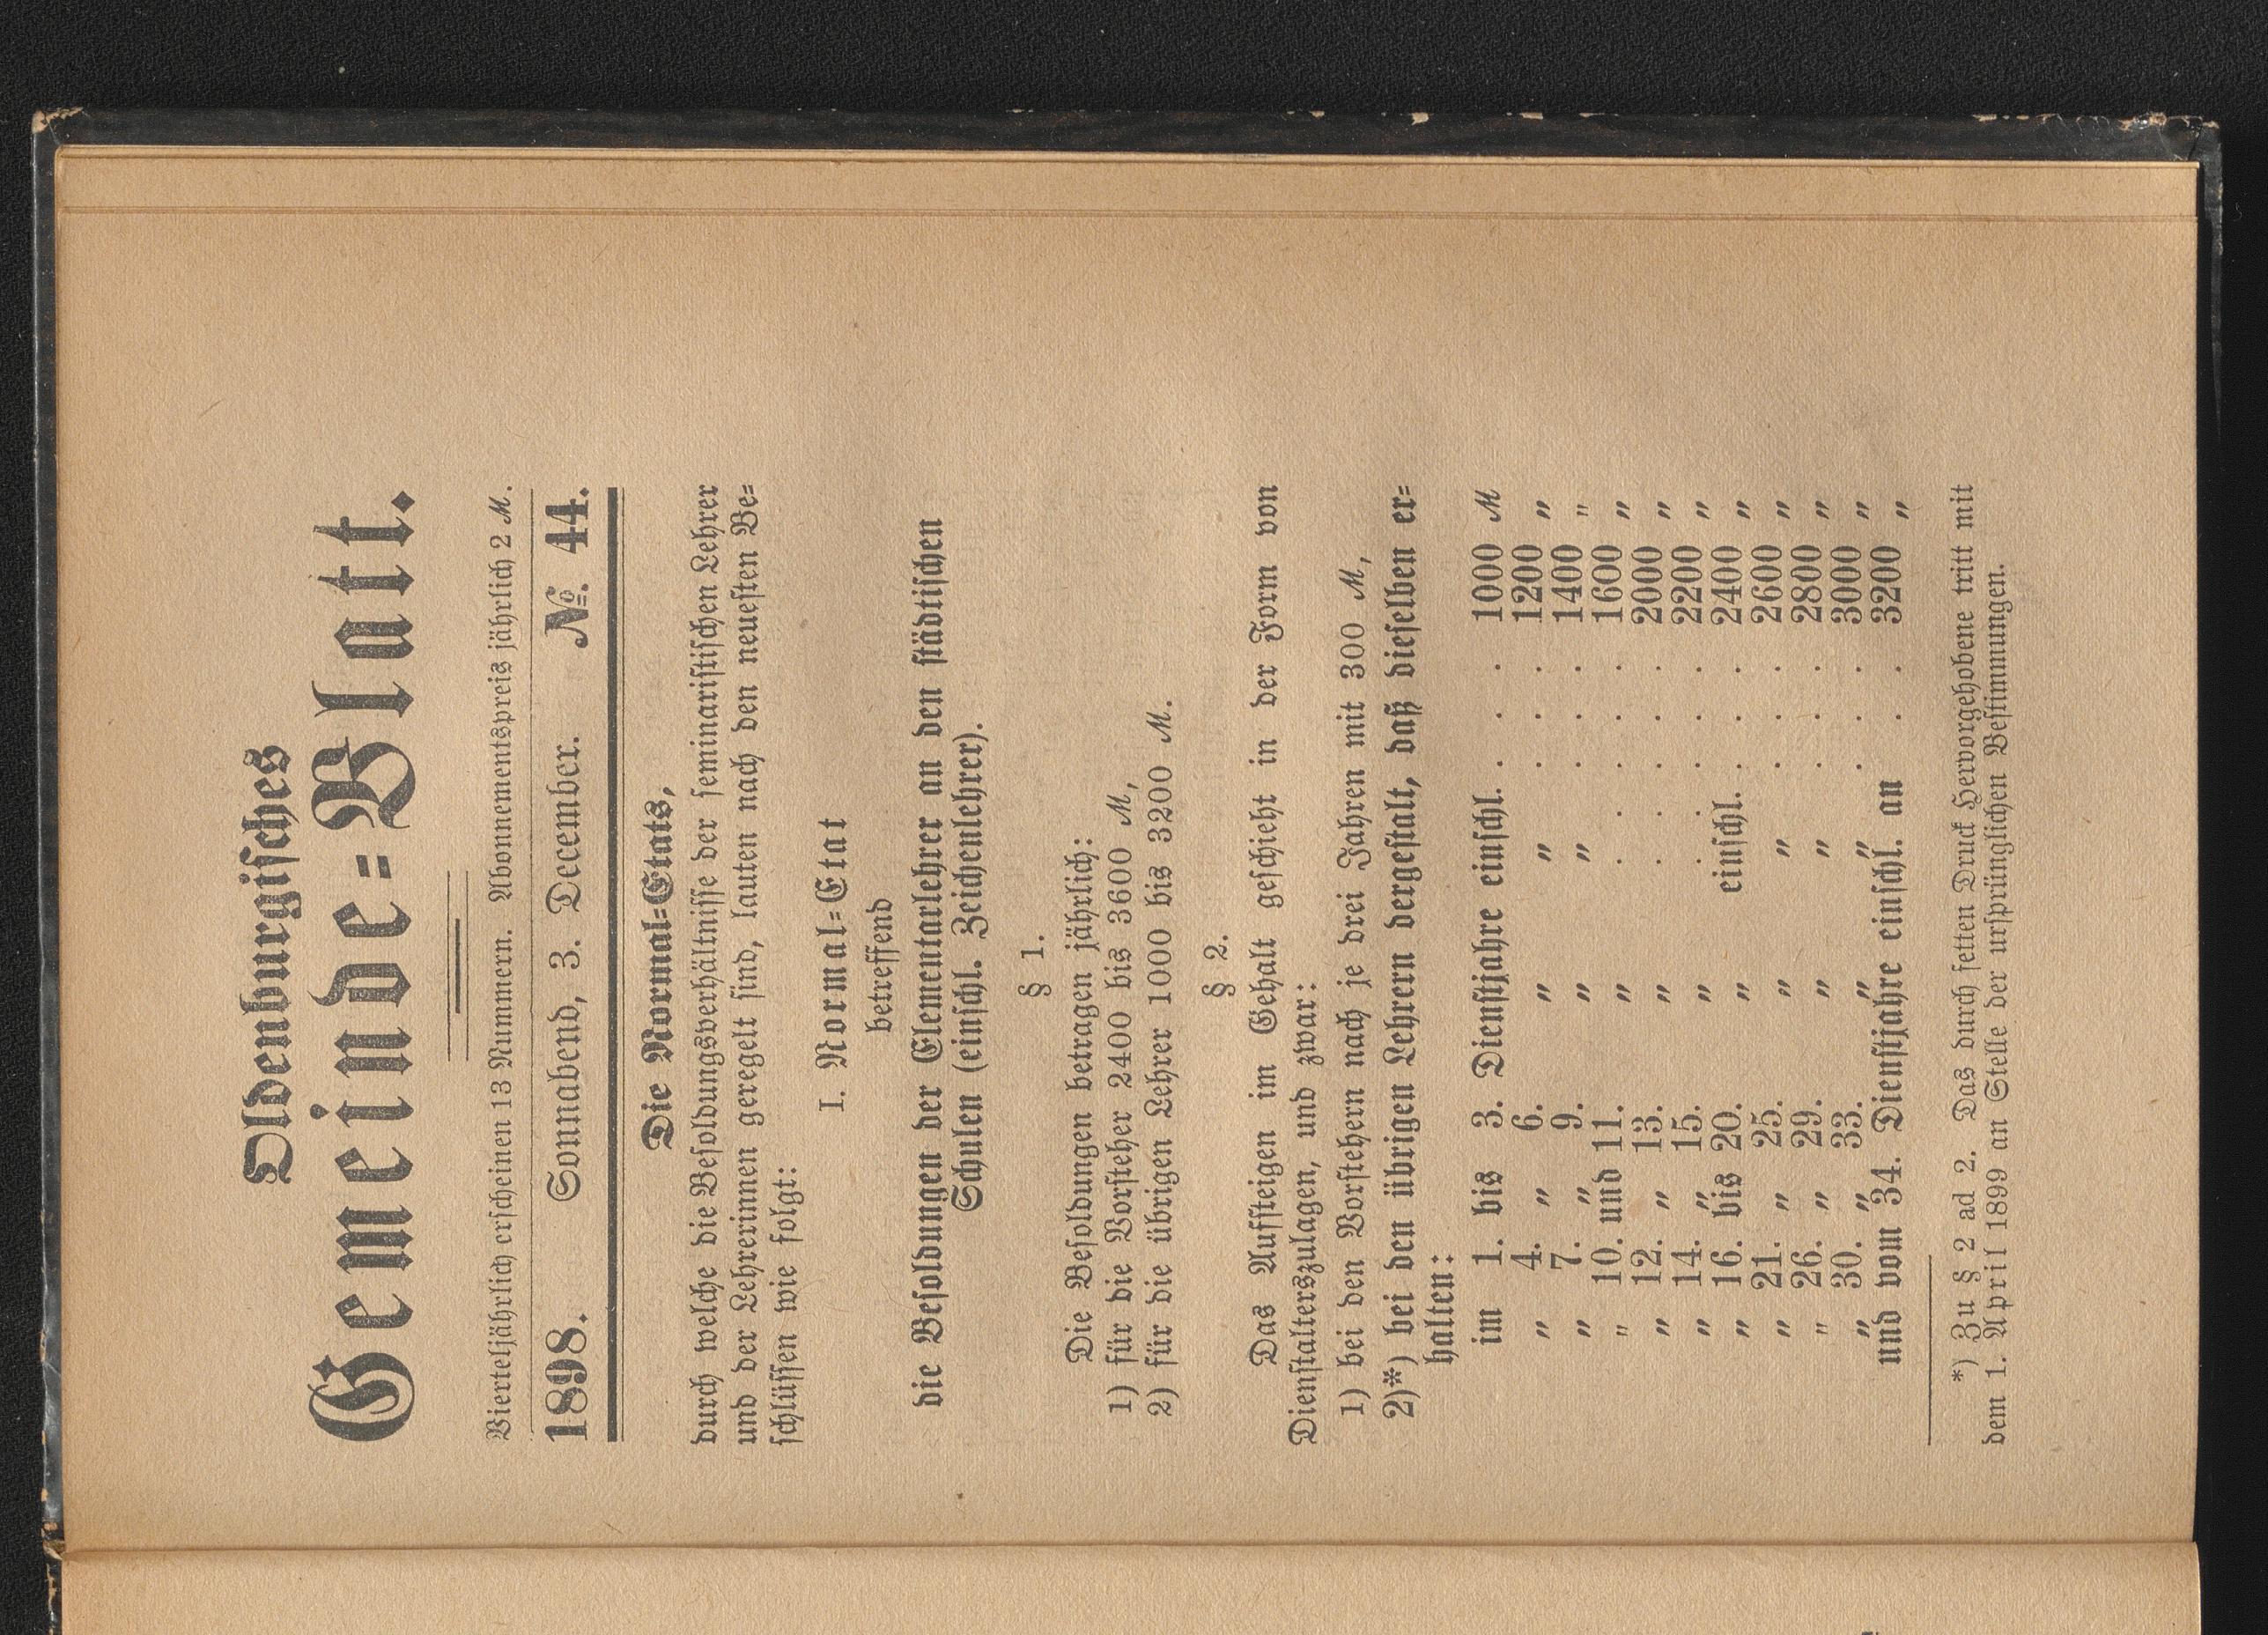 Oldenburgisches
Gemeinde=Blatt.
Vierteljährlich erscheinen 13 Nummern. Abonnementspreis jährlich 2 ℳ.
1898. Sonnabend, 3. December. №. 44.
Die Normal=Etats,
durch welche die Besoldungsverhältnisse der seminaristischen Lehrer
und der Lehrerinnen geregelt sind, lauten nach den neuesten Be=
schlüssen wie folgt:
I. Normal=Etat
betreffend
die Besoldungen der Elementarlehrer an den städtischen
Schulen (einschl. Zeichenlehrer).
§ 1.
Die Besoldungen betragen jährlich:
1) für die Vorsteher 2400 bis 3600 ℳ,
2) für die übrigen Lehrer 1000 bis 3200 ℳ.
§ 2.
Das Aufsteigen im Gehalt geschieht in der Form von
Dienstalterszulagen, und zwar:
1) bei den Vorstehern nach je drei Jahren mit 300 ℳ,
2)*) bei den übrigen Lehrern dergestalt, daß dieselben er=
halten:
im 1. bis 3. Dienstjahre einschl. . . . 1000 ℳ
„ 4. „ 6. „ „ . . . 1200 „
„ 7. „ 9. „ „ . . . 1400 „
„ 10. und 11. „ . . . . 1600 „
„ 12. „ 13. „ . . . . 2000 „
„ 14. „ 15. „ . . . . 2200 „
„ 16. bis 20. „ einschl. . . . 2400 „
„ 21. „ 25. „ „ . . . 2600 „
„ 26. „ 29. „ „ . . . 2800 „
„ 30. „ 33. „ „ . . . 3000 „
und vom 34. Dienstjahre einschl. an . . 3200 „
*) Zu § 2 ad 2. Das durch fetten Druck Hervorgehobene tritt mit
dem 1. April 1899 an Stelle der ursprünglichen Bestimmungen.